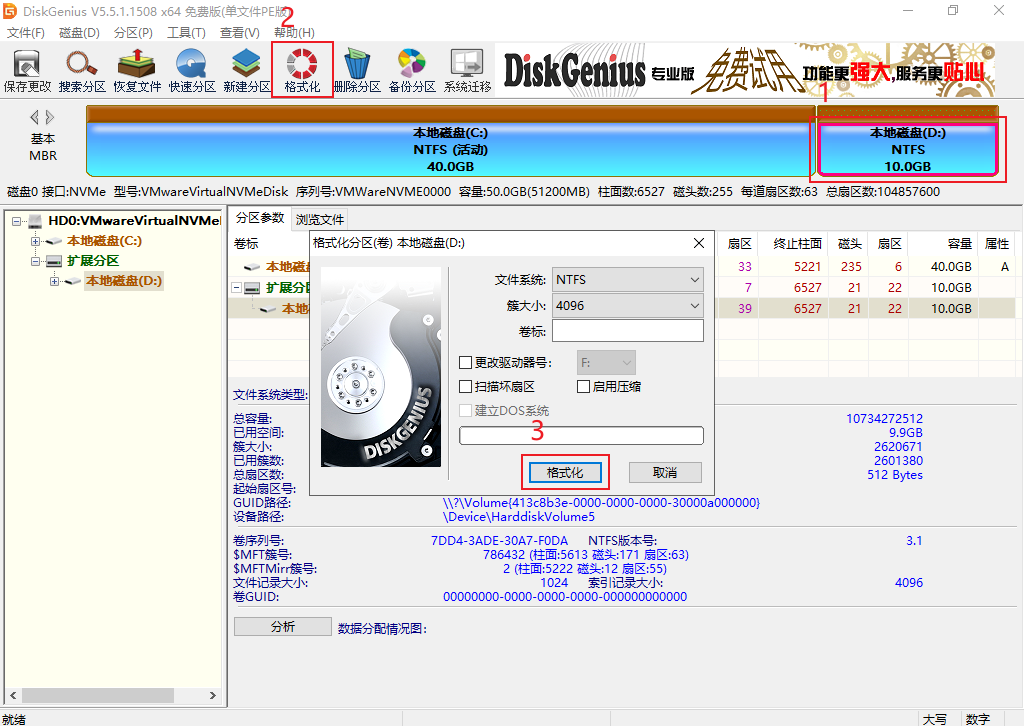 DiskGenius V5.5.1.1508 x64 免费版(单文件PE版)
文件(F) 磁盘(D) 分区(P) 工具(T) 查看(V) 帮助(H)
2
保存更改 搜索分区 恢复文件 快速分区 新建分区 格式化 删除分区 备份分区 系统迁移
DiskGenius 专业版 免费试用 功能更强大,服务更贴心
1
基本
MBR
本地磁盘(C:)
NTFS (活动)
40.0GB
本地磁盘(D:)
NTFS
10.0GB
磁盘0 接口:NVMe 型号:VMwareVirtualNVMeDisk 序列号:VMWareNVME0000 容量:50.0GB(51200MB) 柱面数:6527 磁头数:255 每道扇区数:63 总扇区数:104857600
HD0:VMwareVirtualNVMe
本地磁盘(C:)
扩展分区
本地磁盘(D:)
分区参数 浏览文件
卷标 扇区 终止柱面 磁头 扇区 容量 属性
本地磁盘 33 5221 235 6 40.0GB A
扩展分区 7 6527 21 22 10.0GB
本地 39 6527 21 22 10.0GB
格式化分区(卷) 本地磁盘(D:)
文件系统: NTFS
簇大小: 4096
卷标:
更改驱动器号: F:
扫描坏扇区 启用压缩
建立DOS系统
DISKGENIUS
3
格式化 取消
文件系统类型:
总容量: 10734272512
已用空间: 9.9GB
簇大小: 2620671
已用簇数: 2601380
总扇区数: 512 Bytes
起始扇区号:
GUID路径: \\?\Volume{413c8b3e-0000-0000-0000-30000a000000}
设备路径: \Device\HarddiskVolume5
卷序列号: 7DD4-3ADE-30A7-F0DA NTFS版本号: 3.1
$MFT簇号: 786432 (柱面:5613 磁头:171 扇区:63)
$MFTMirr簇号: 2 (柱面:5222 磁头:12 扇区:55)
文件记录大小: 1024 索引记录大小: 4096
卷GUID: 00000000-0000-0000-0000-000000000000
分析 数据分配情况图:
就绪 大写 数字